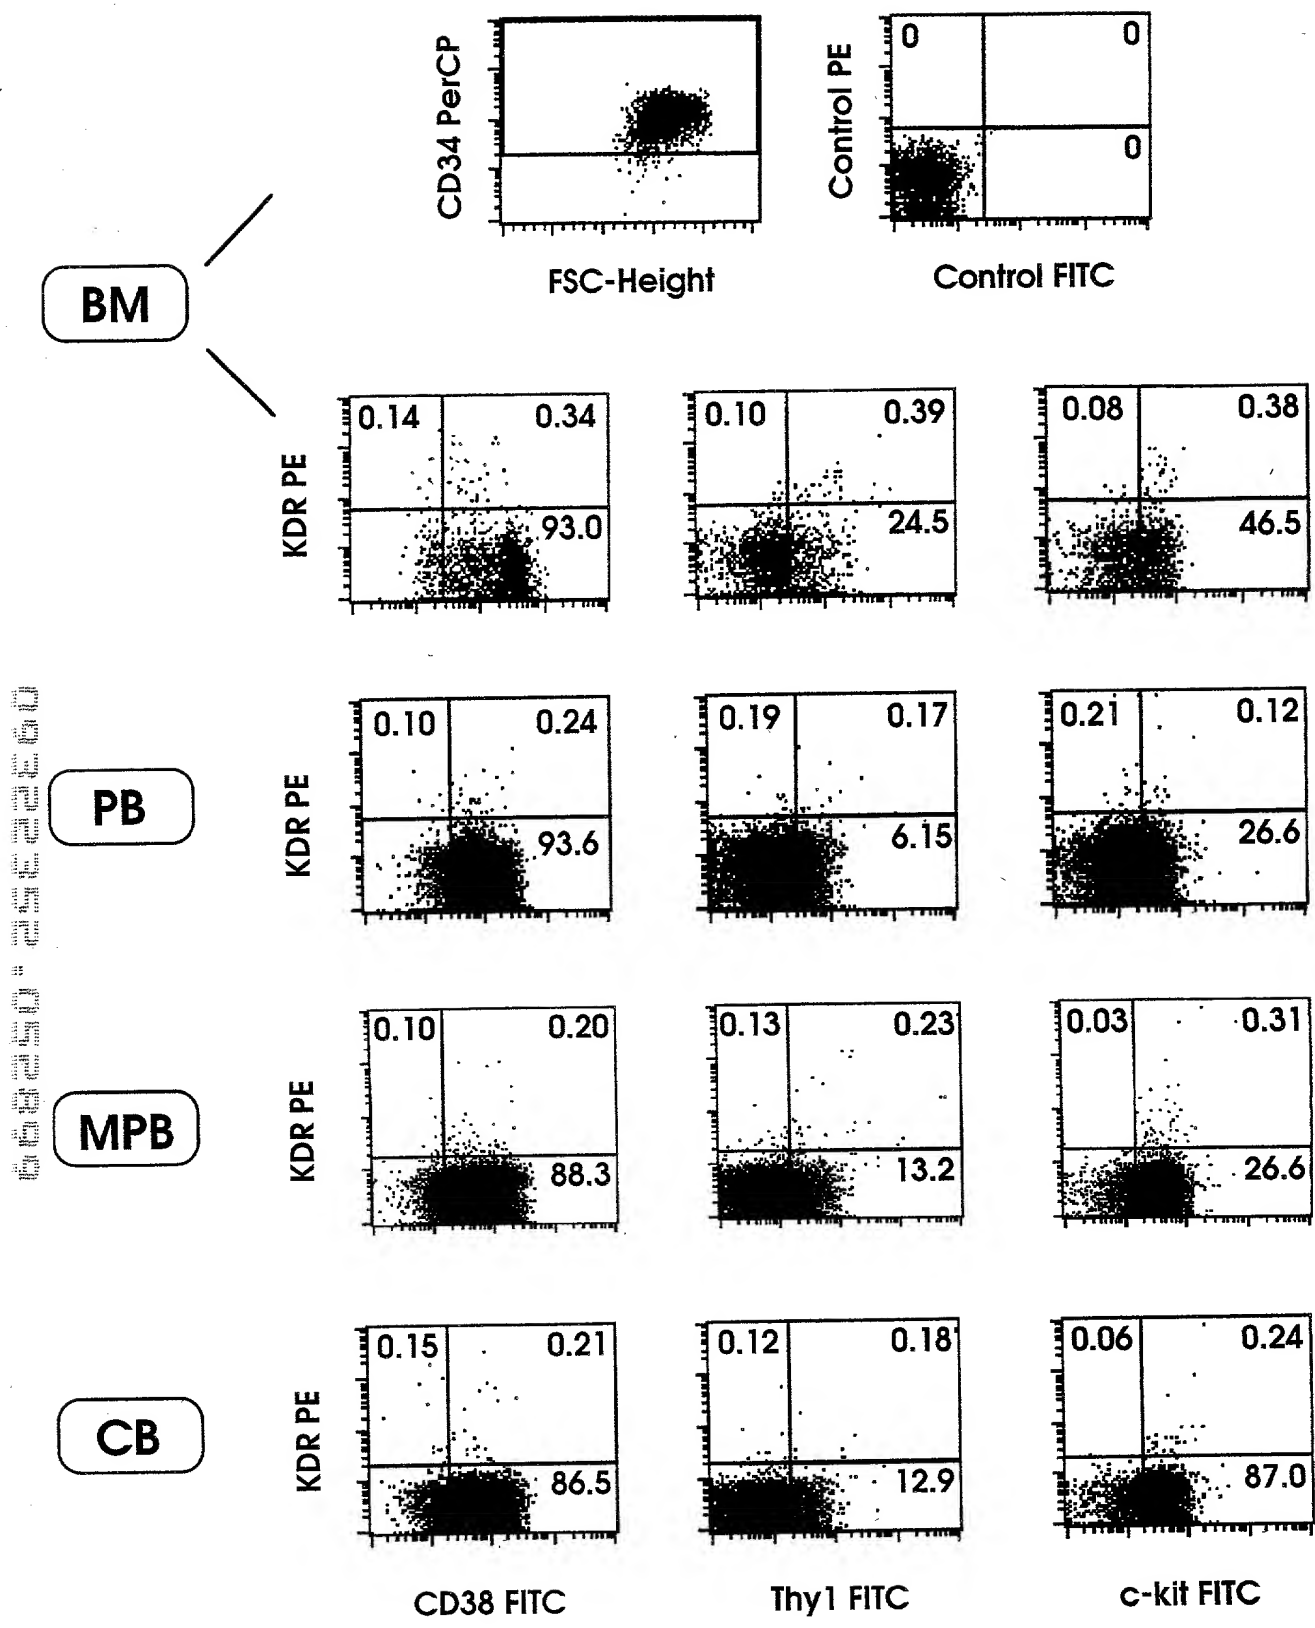 CD34 PerCP
FSC-Height
Control PE
0 0
0
Control FITC
BM
KDR PE
0.14 0.34
93.0
0.10 0.39
24.5
0.08 0.38
46.5
PB
KDR PE
0.10 0.24
93.6
0.19 0.17
6.15
0.21 0.12
26.6
MPB
KDR PE
0.10 0.20
88.3
0.13 0.23
13.2
0.03 0.31
26.6
CB
KDR PE
0.15 0.21
86.5
0.12 0.18
12.9
0.06 0.24
87.0
CD38 FITC
Thy1 FITC
c-kit FITC
09322352.052899